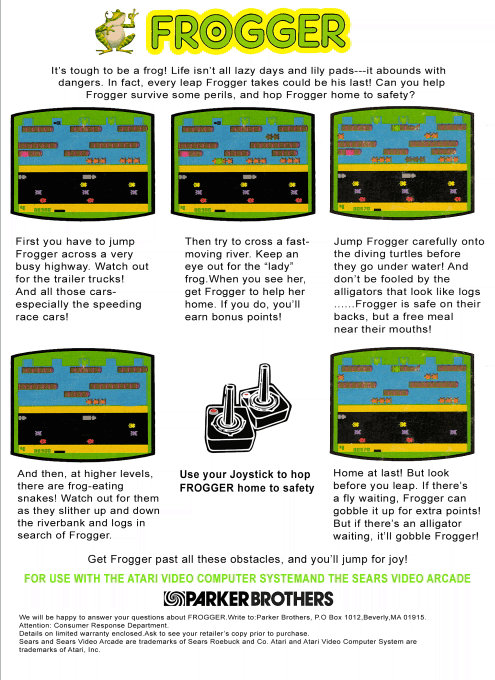 FROGGER
It's tough to be a frog! Life isn't all lazy days and lily pads---it abounds with
dangers. In fact, every leap Frogger takes could be his last! Can you help
Frogger survive some perils, and hop Frogger home to safety?
First you have to jump
Frogger across a very
busy highway. Watch out
for the trailer trucks!
And all those cars-
especially the speeding
race cars!
Then try to cross a fast-
moving river. Keep an
eye out for the “lady”
frog.When you see her,
get Frogger to help her
home. If you do, you'll
earn bonus points!
Jump Frogger carefully onto
the diving turtles before
they go under water! And
don't be fooled by the
alligators that look like logs
......Frogger is safe on their
backs, but a free meal
near their mouths!
And then, at higher levels,
there are frog-eating
snakes! Watch out for them
as they slither up and down
the riverbank and logs in
search of Frogger.
Use your Joystick to hop
FROGGER home to safety
Home at last! But look
before you leap. If there's
a fly waiting, Frogger can
gobble it up for extra points!
But if there's an alligator
waiting, it'll gobble Frogger!
Get Frogger past all these obstacles, and you'll jump for joy!
FOR USE WITH THE ATARI VIDEO COMPUTER SYSTEMAND THE SEARS VIDEO ARCADE
PARKER BROTHERS
We will be happy to answer your questions about FROGGER.Write to:Parker Brothers, P.O Box 1012,Beverly,MA 01915.
Attention: Consumer Response Department.
Details on limited warranty enclosed.Ask to see your retailer's copy prior to purchase.
Sears and Sears Video Arcade are trademarks of Sears Roebuck and Co. Atari and Atari Video Computer System are
trademarks of Atari, Inc.